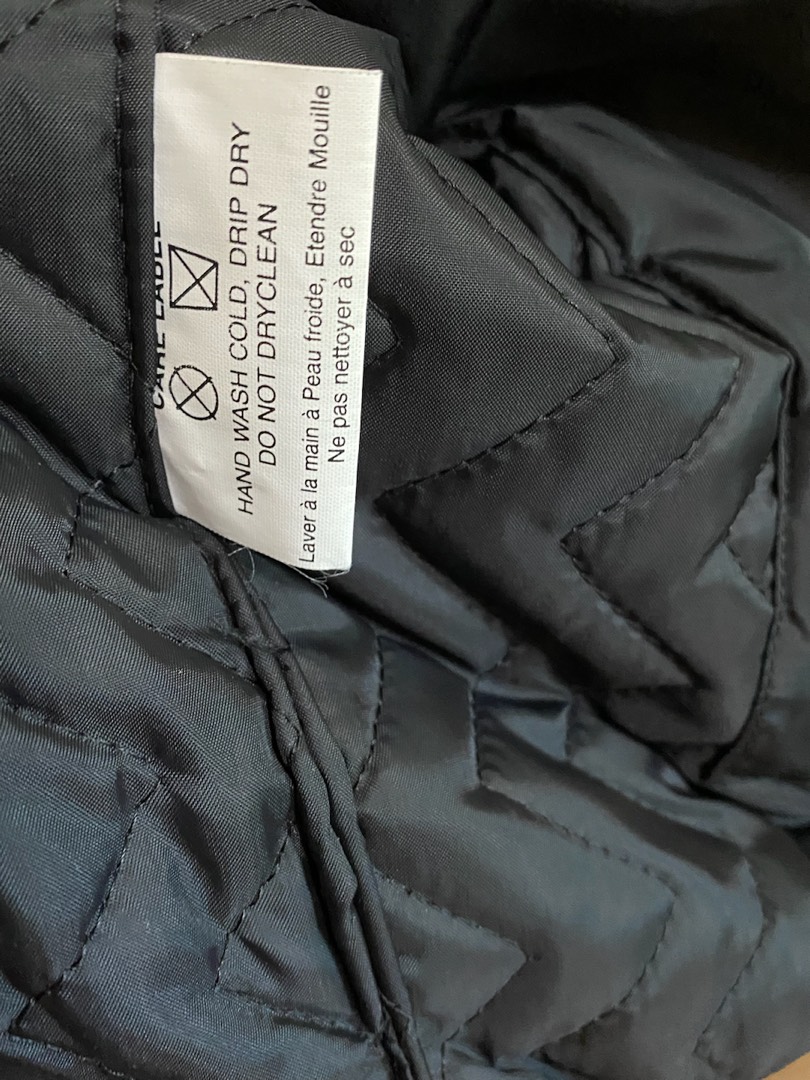 CARE LABEL
HAND WASH COLD, DRIP DRY
DO NOT DRYCLEAN
Laver à la main à Peau froide, Etendre Mouille
Ne pas nettoyer à sec